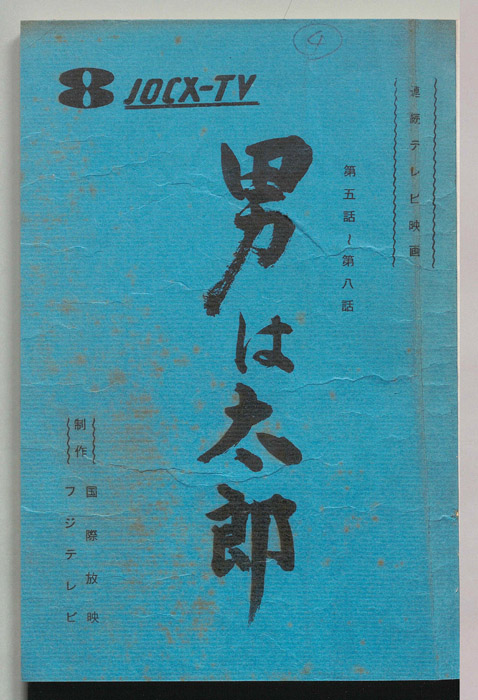 4
8 JOCX-TV
連続テレビ映画
第五話~第八話
男は太郎
制作
国際放映
フジテレビ